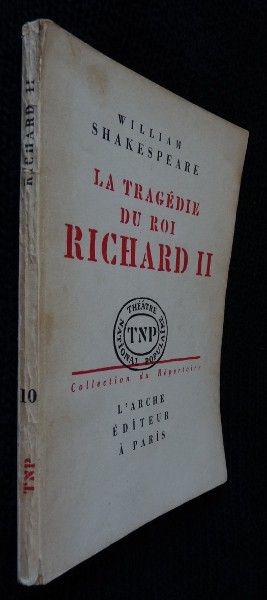 WILLIAM
SHAKESPEARE
LA TRAGÉDIE
DU ROI
RICHARD II
THÉÂTRE
NATIONAL POPULAIRE
TNP
Collection du Répertoire
L'ARCHE
ÉDITEUR
À PARIS
RICHARD II
10
TNP